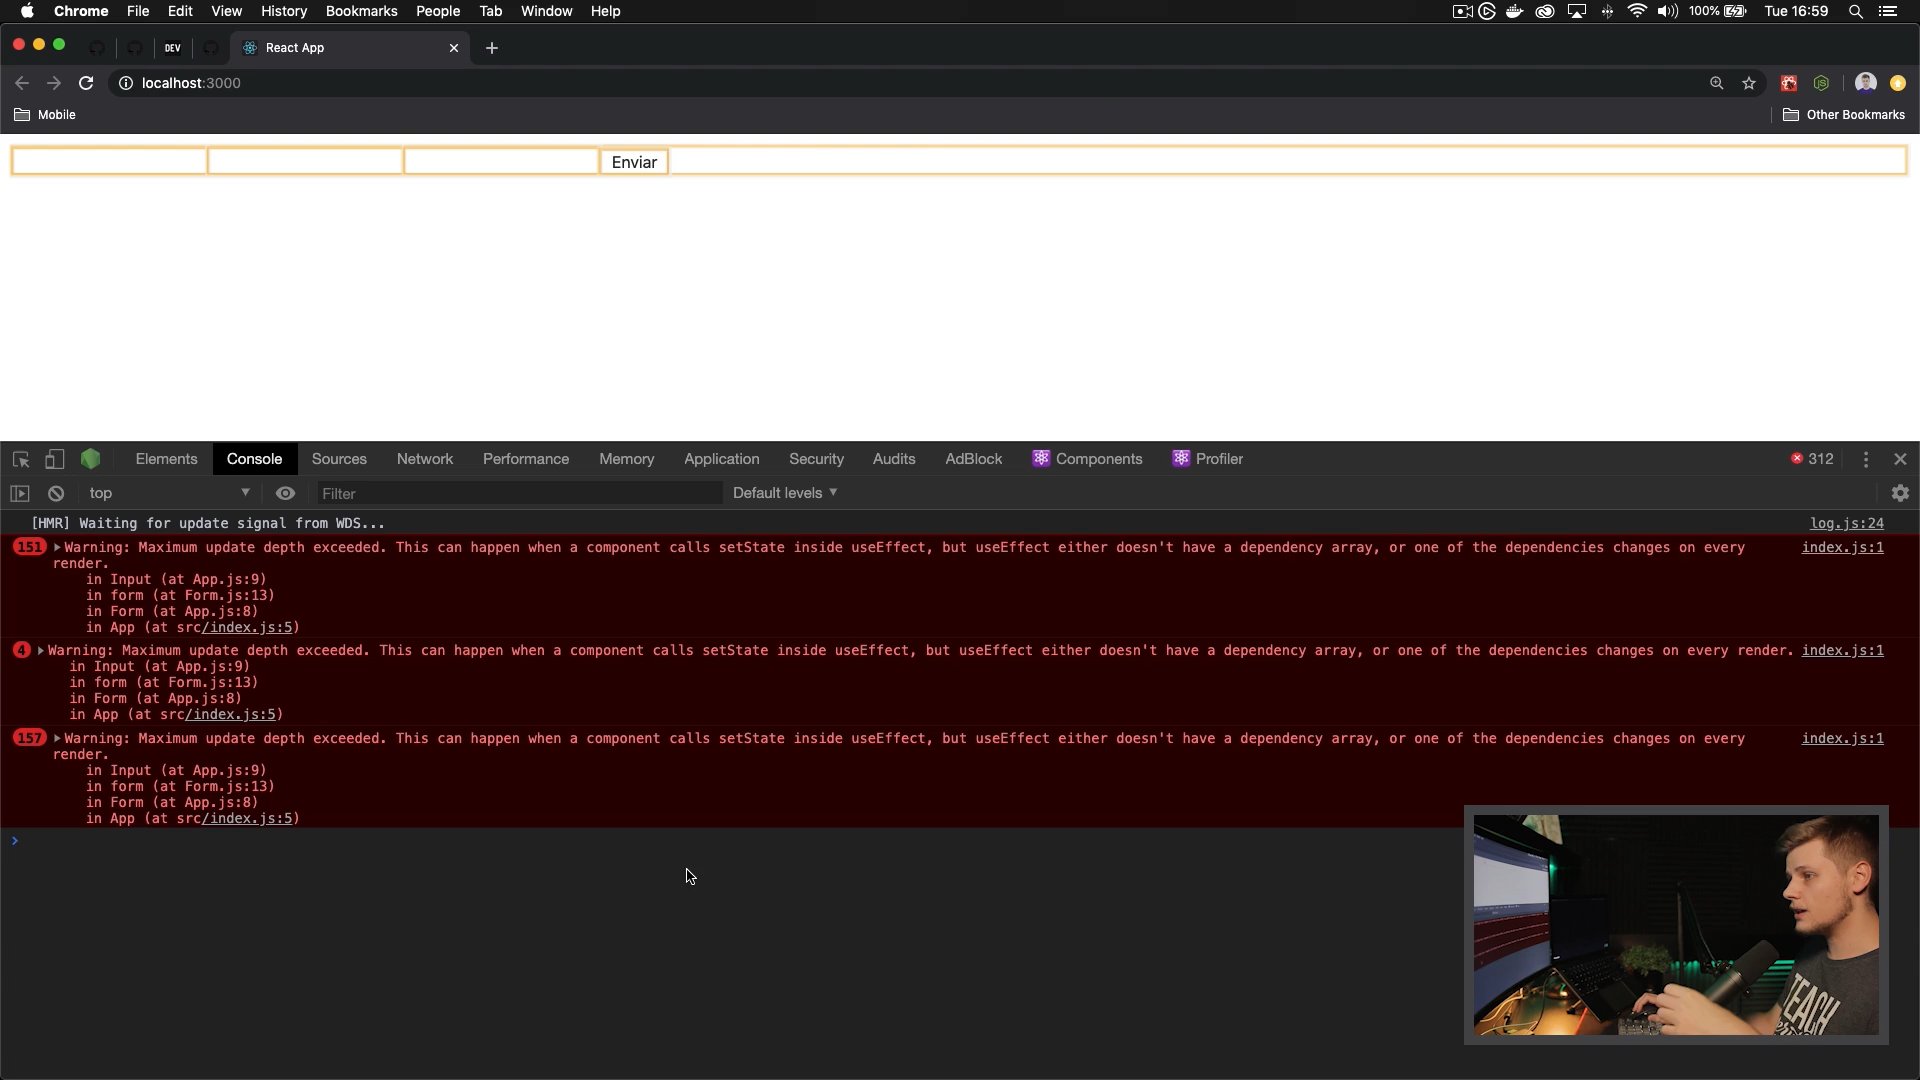 Chrome File Edit View History Bookmarks People Tab Window Help 100% Tue 16:59
DEV React App
localhost:3000
Mobile Other Bookmarks
Enviar
Elements Console Sources Network Performance Memory Application Security Audits AdBlock Components Profiler 312
top Filter Default levels
[HMR] Waiting for update signal from WDS... log.js:24
151 Warning: Maximum update depth exceeded. This can happen when a component calls setState inside useEffect, but useEffect either doesn't have a dependency array, or one of the dependencies changes on every index.js:1
render.
in Input (at App.js:9)
in form (at Form.js:13)
in Form (at App.js:8)
in App (at src/index.js:5)
4 Warning: Maximum update depth exceeded. This can happen when a component calls setState inside useEffect, but useEffect either doesn't have a dependency array, or one of the dependencies changes on every render. index.js:1
in Input (at App.js:9)
in form (at Form.js:13)
in Form (at App.js:8)
in App (at src/index.js:5)
157 Warning: Maximum update depth exceeded. This can happen when a component calls setState inside useEffect, but useEffect either doesn't have a dependency array, or one of the dependencies changes on every index.js:1
render.
in Input (at App.js:9)
in form (at Form.js:13)
in Form (at App.js:8)
in App (at src/index.js:5)
TEACH